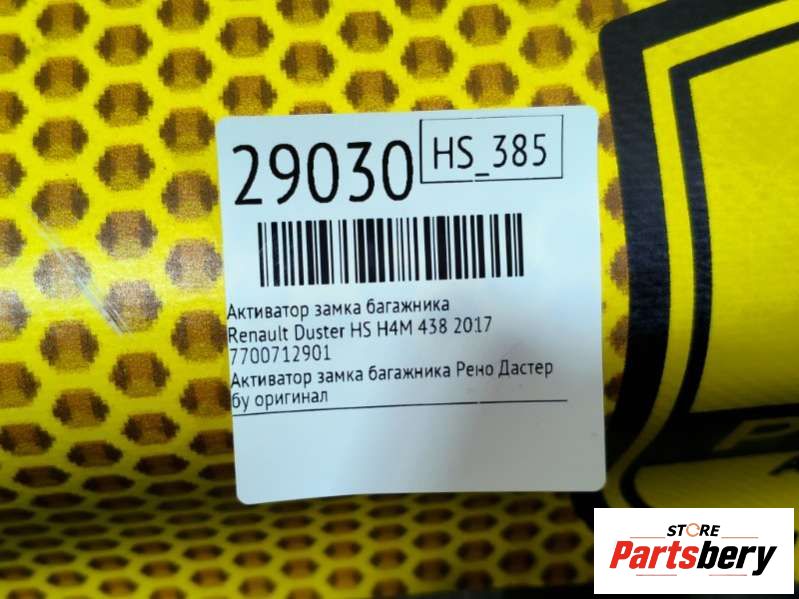 29030
HS_385
Активатор замка багажника
Renault Duster HS H4M 438 2017
7700712901
Активатор замка багажника Рено Дастер
бу оригинал
STORE
Partsbery